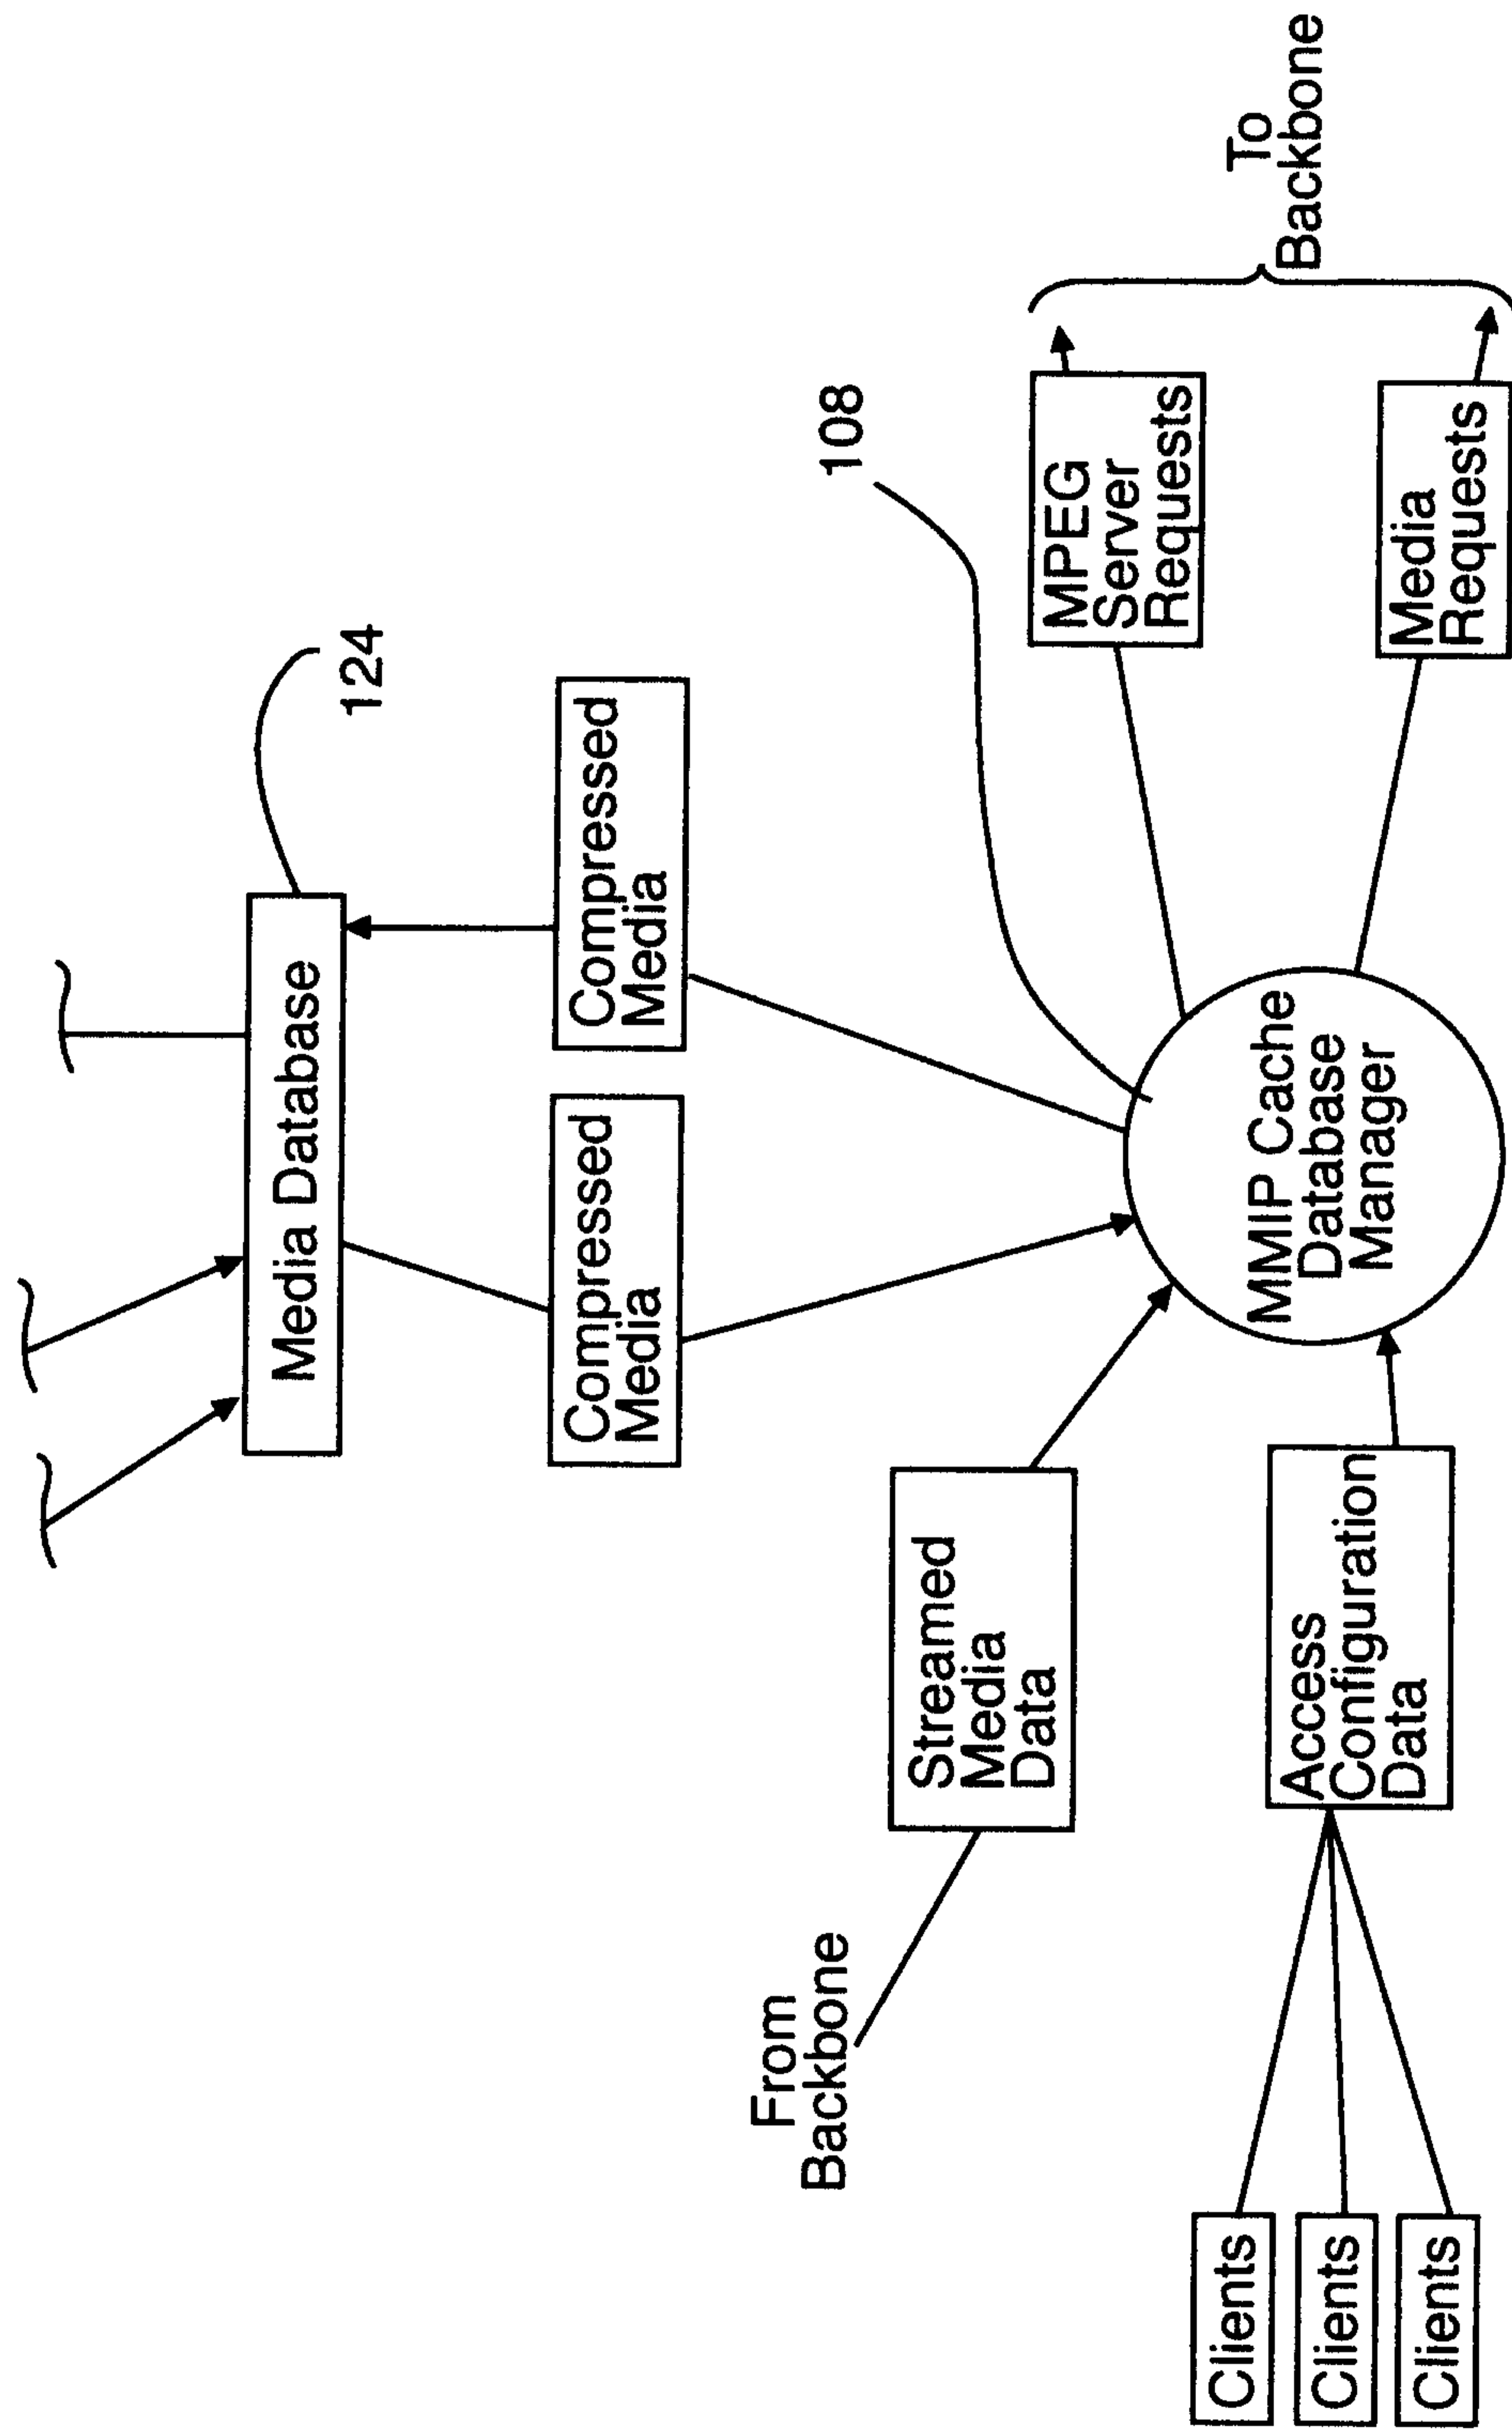 Media Database
124
Compressed
Media
Compressed
Media
108
From
Backbone
Streamed
Media
Data
MPEG
Server
Requests
To
Backbone
Clients
Clients
Clients
Access
Configuration
Data
MMIP Cache
Database
Manager
Media
Requests